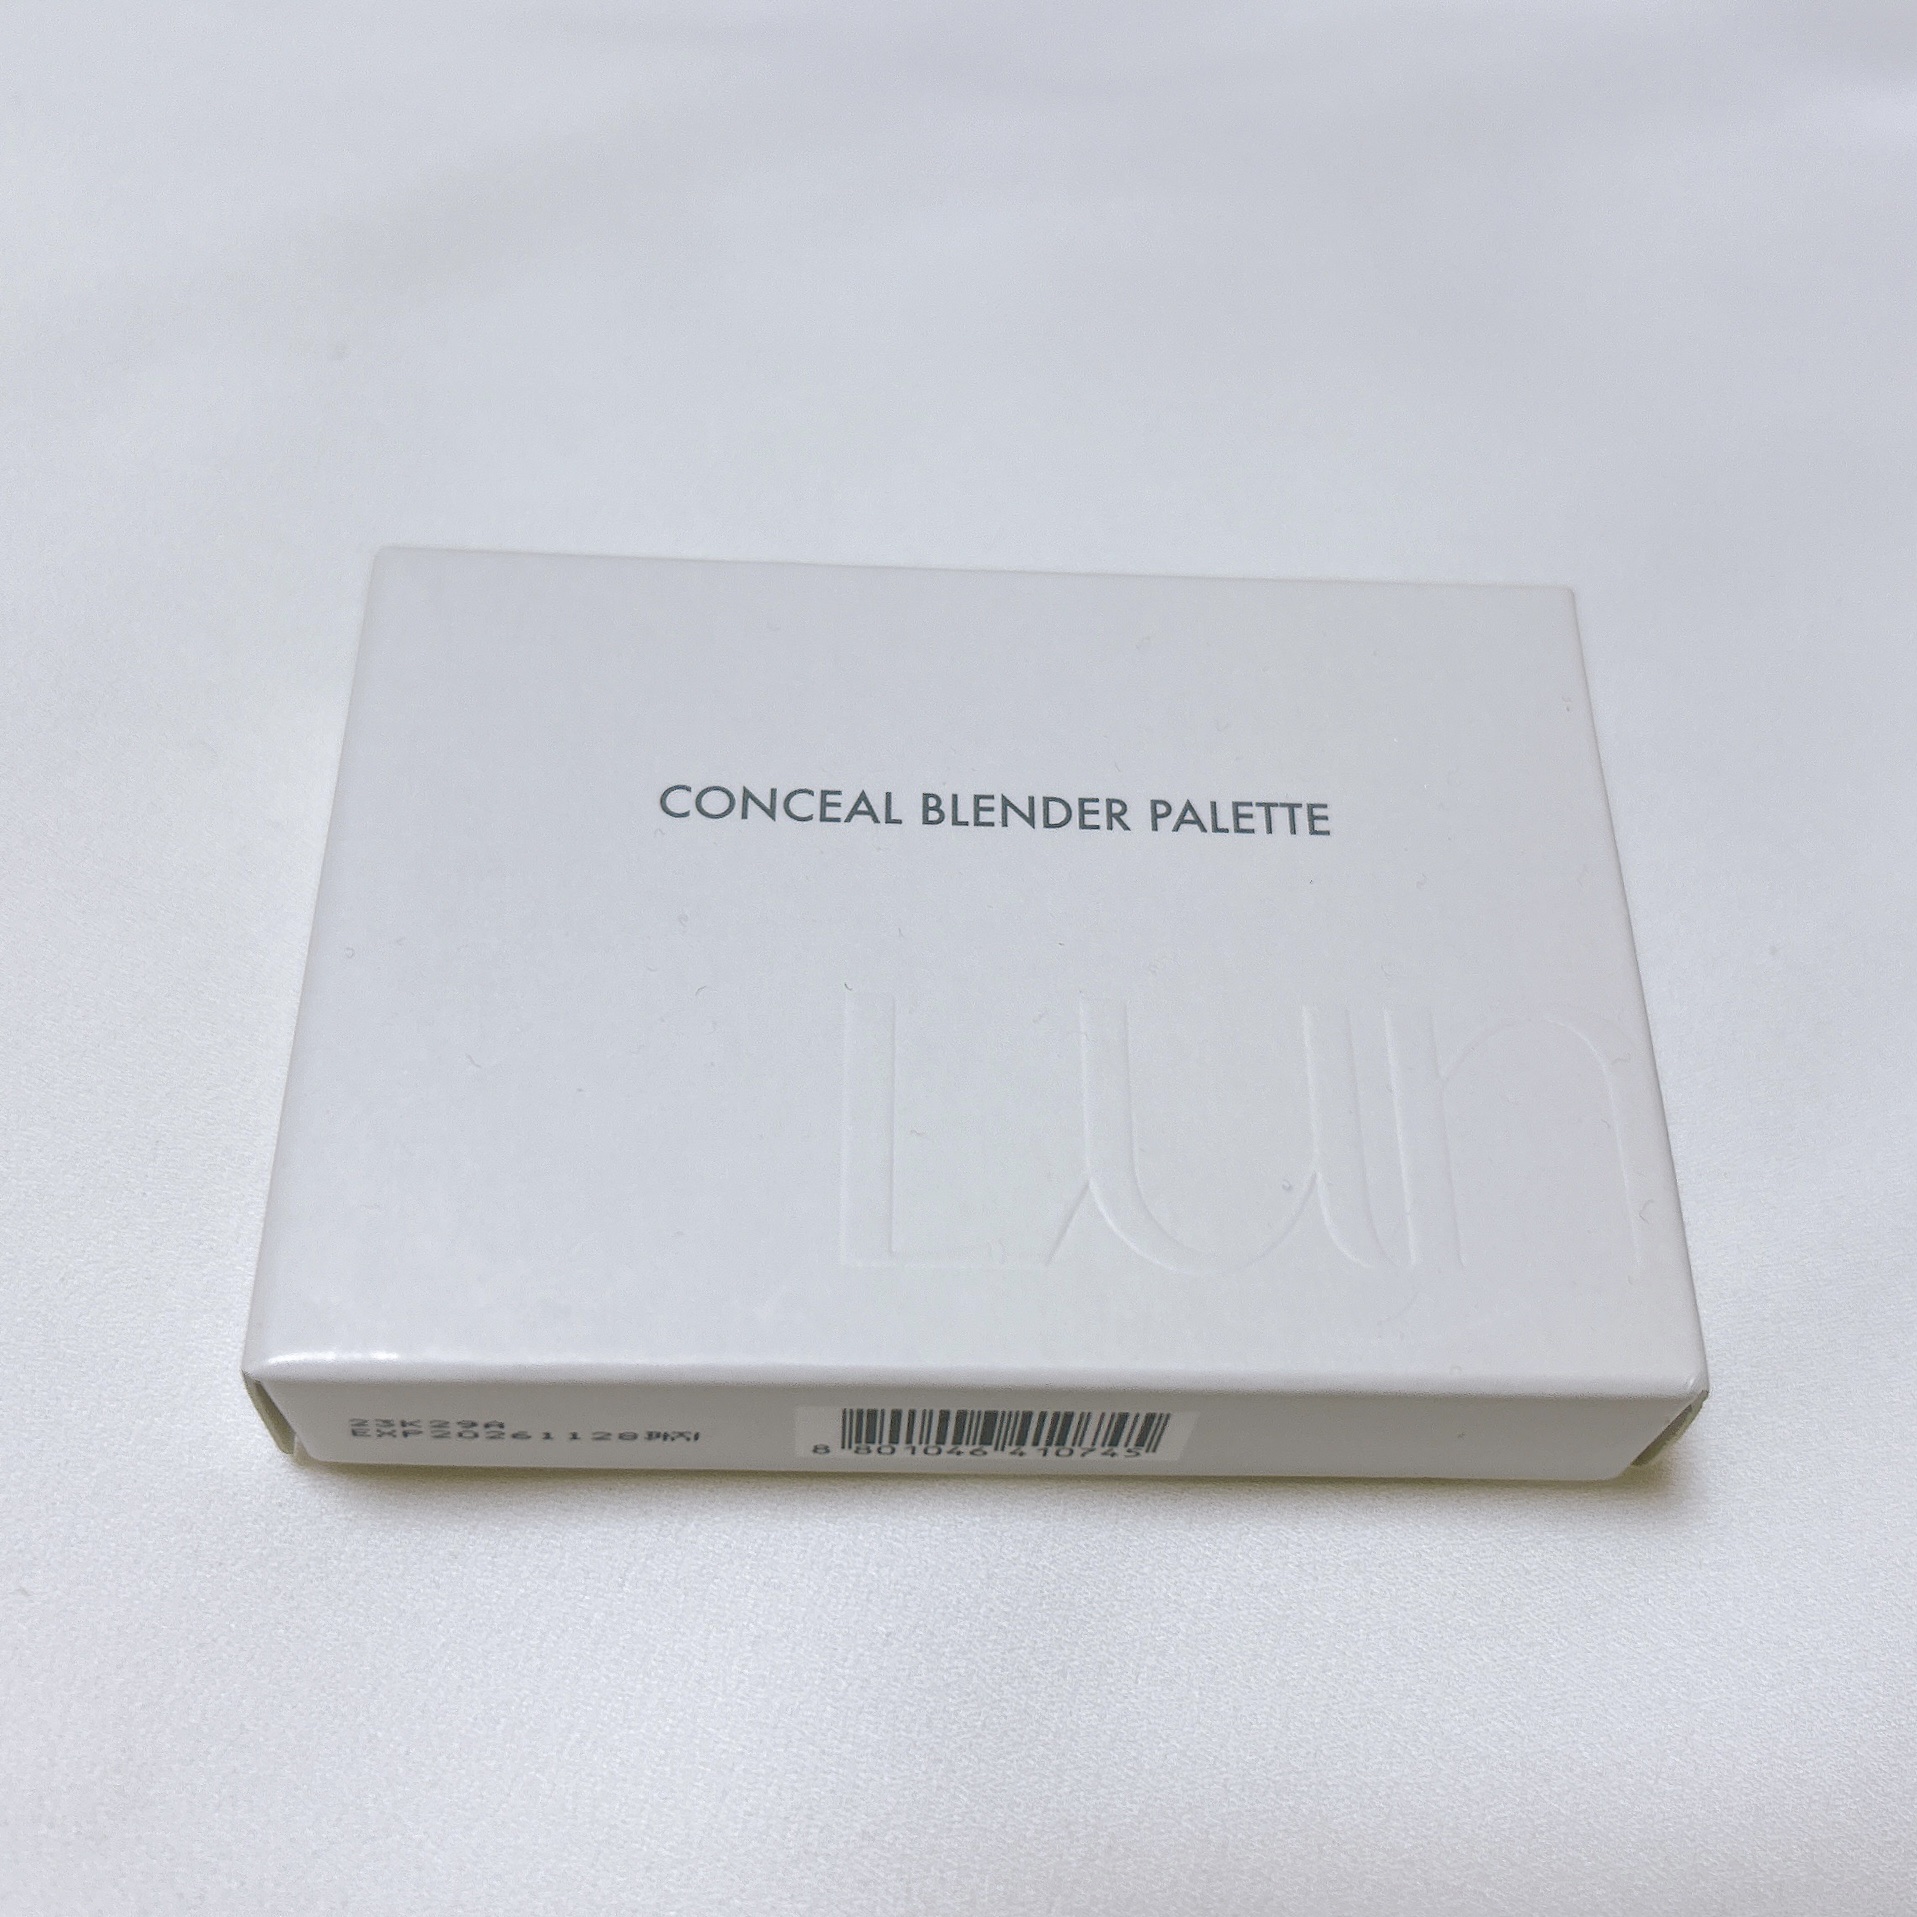 CONCEAL BLENDER PALETTE
Lun
23K29A
EXP20261128까지
8 801046 410745